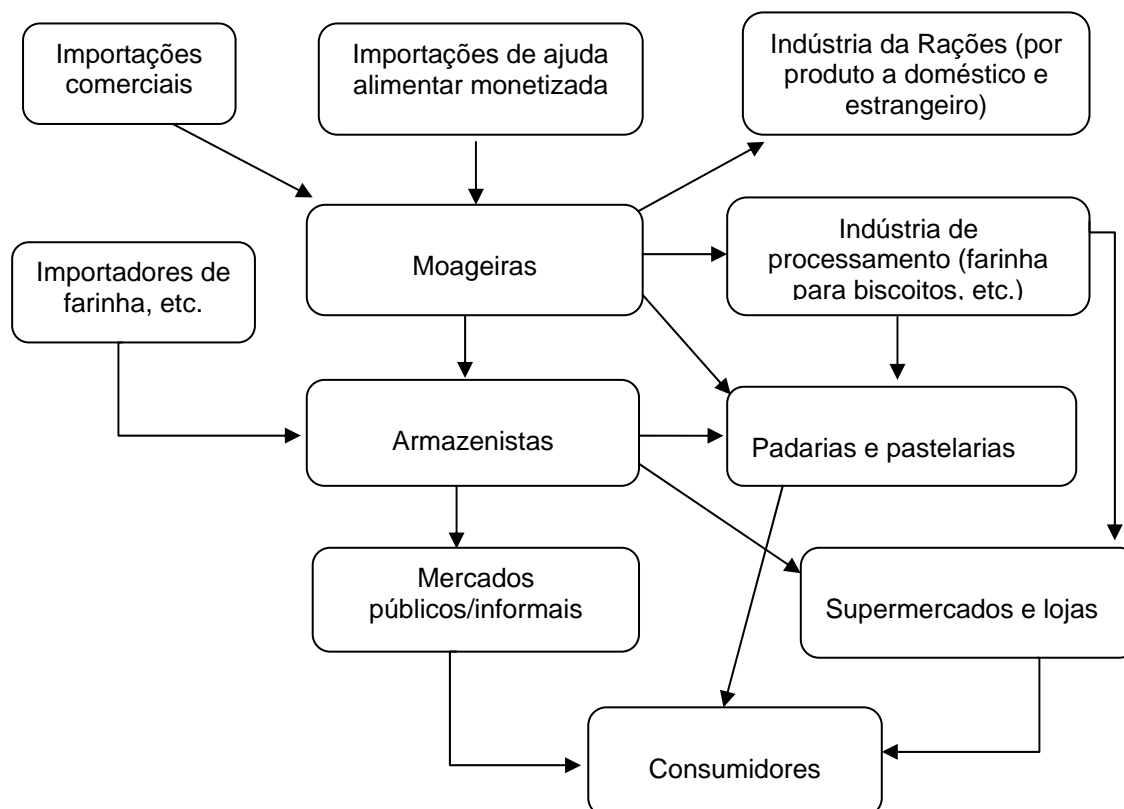 Importações
comerciais
Importações de ajuda
alimentar monetizada
Indústria da Rações (por
produto a doméstico e
estrangeiro)
Importadores de
farinha, etc.
Moageiras
Indústria de
processamento (farinha
para biscoitos, etc.)
Armazenistas
Padarias e pastelarias
Mercados
públicos/informais
Supermercados e lojas
Consumidores